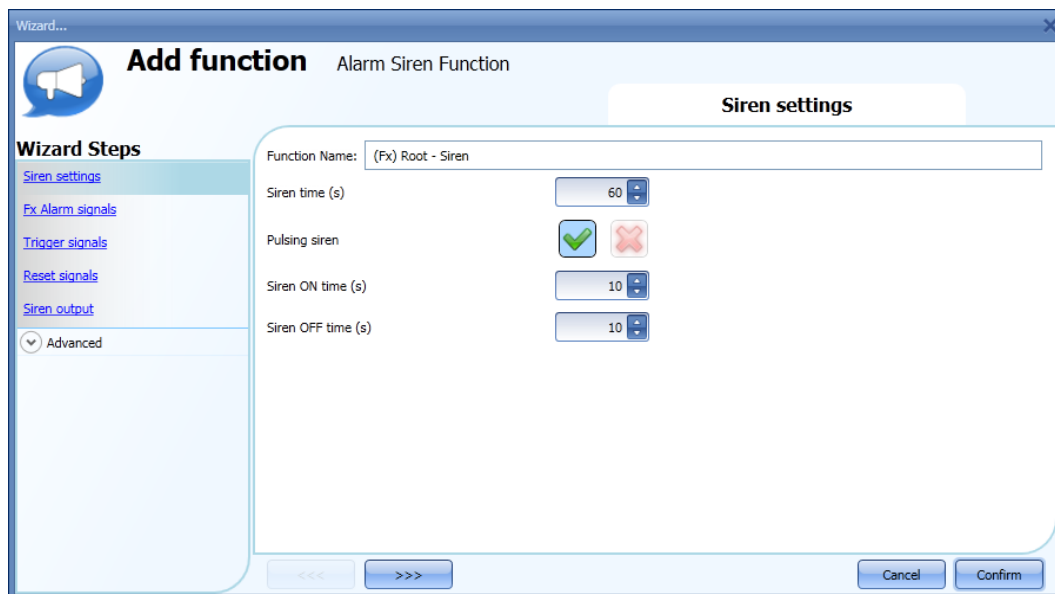 Wizard...
Add function Alarm Siren Function
Siren settings
Wizard Steps
Siren settings
Fx Alarm signals
Trigger signals
Reset signals
Siren output
Advanced
Function Name: (Fx) Root - Siren
Siren time (s) 60
Pulsing siren
Siren ON time (s) 10
Siren OFF time (s) 10
<<< >>> Cancel Confirm